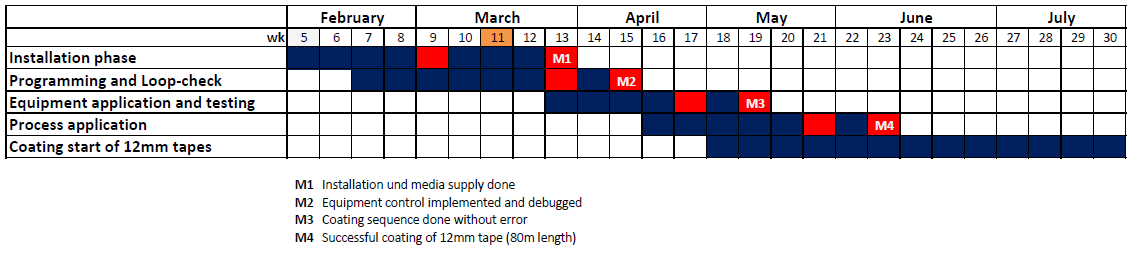 February March April May June July
wk 5 6 7 8 9 10 11 12 13 14 15 16 17 18 19 20 21 22 23 24 25 26 27 28 29 30
Installation phase M1
Programming and Loop-check M2
Equipment application and testing M3
Process application M4
Coating start of 12mm tapes
M1 Installation und media supply done
M2 Equipment control implemented and debugged
M3 Coating sequence done without error
M4 Successful coating of 12mm tape (80m length)